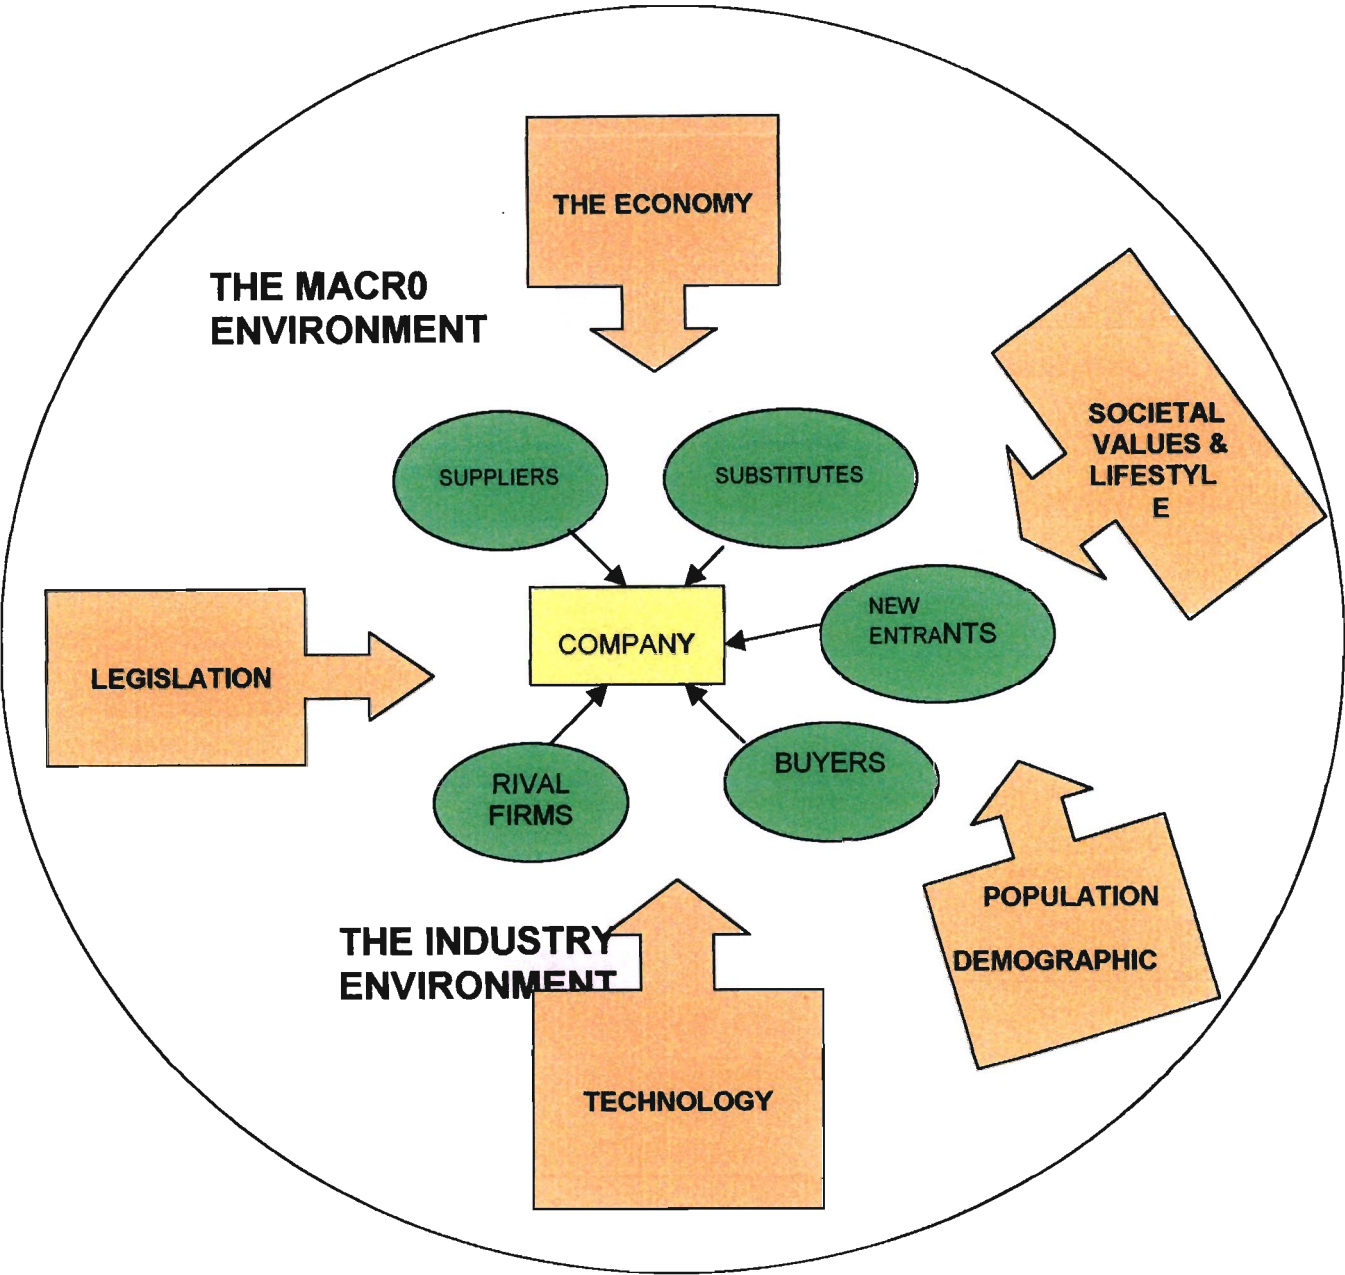 THE ECONOMY
THE MACR0
ENVIRONMENT
SOCIETAL
VALUES &
LIFESTYL
E
SUPPLIERS
SUBSTITUTES
NEW
ENTRANTS
COMPANY
LEGISLATION
RIVAL
FIRMS
BUYERS
POPULATION
DEMOGRAPHIC
THE INDUSTRY
ENVIRONMENT
TECHNOLOGY